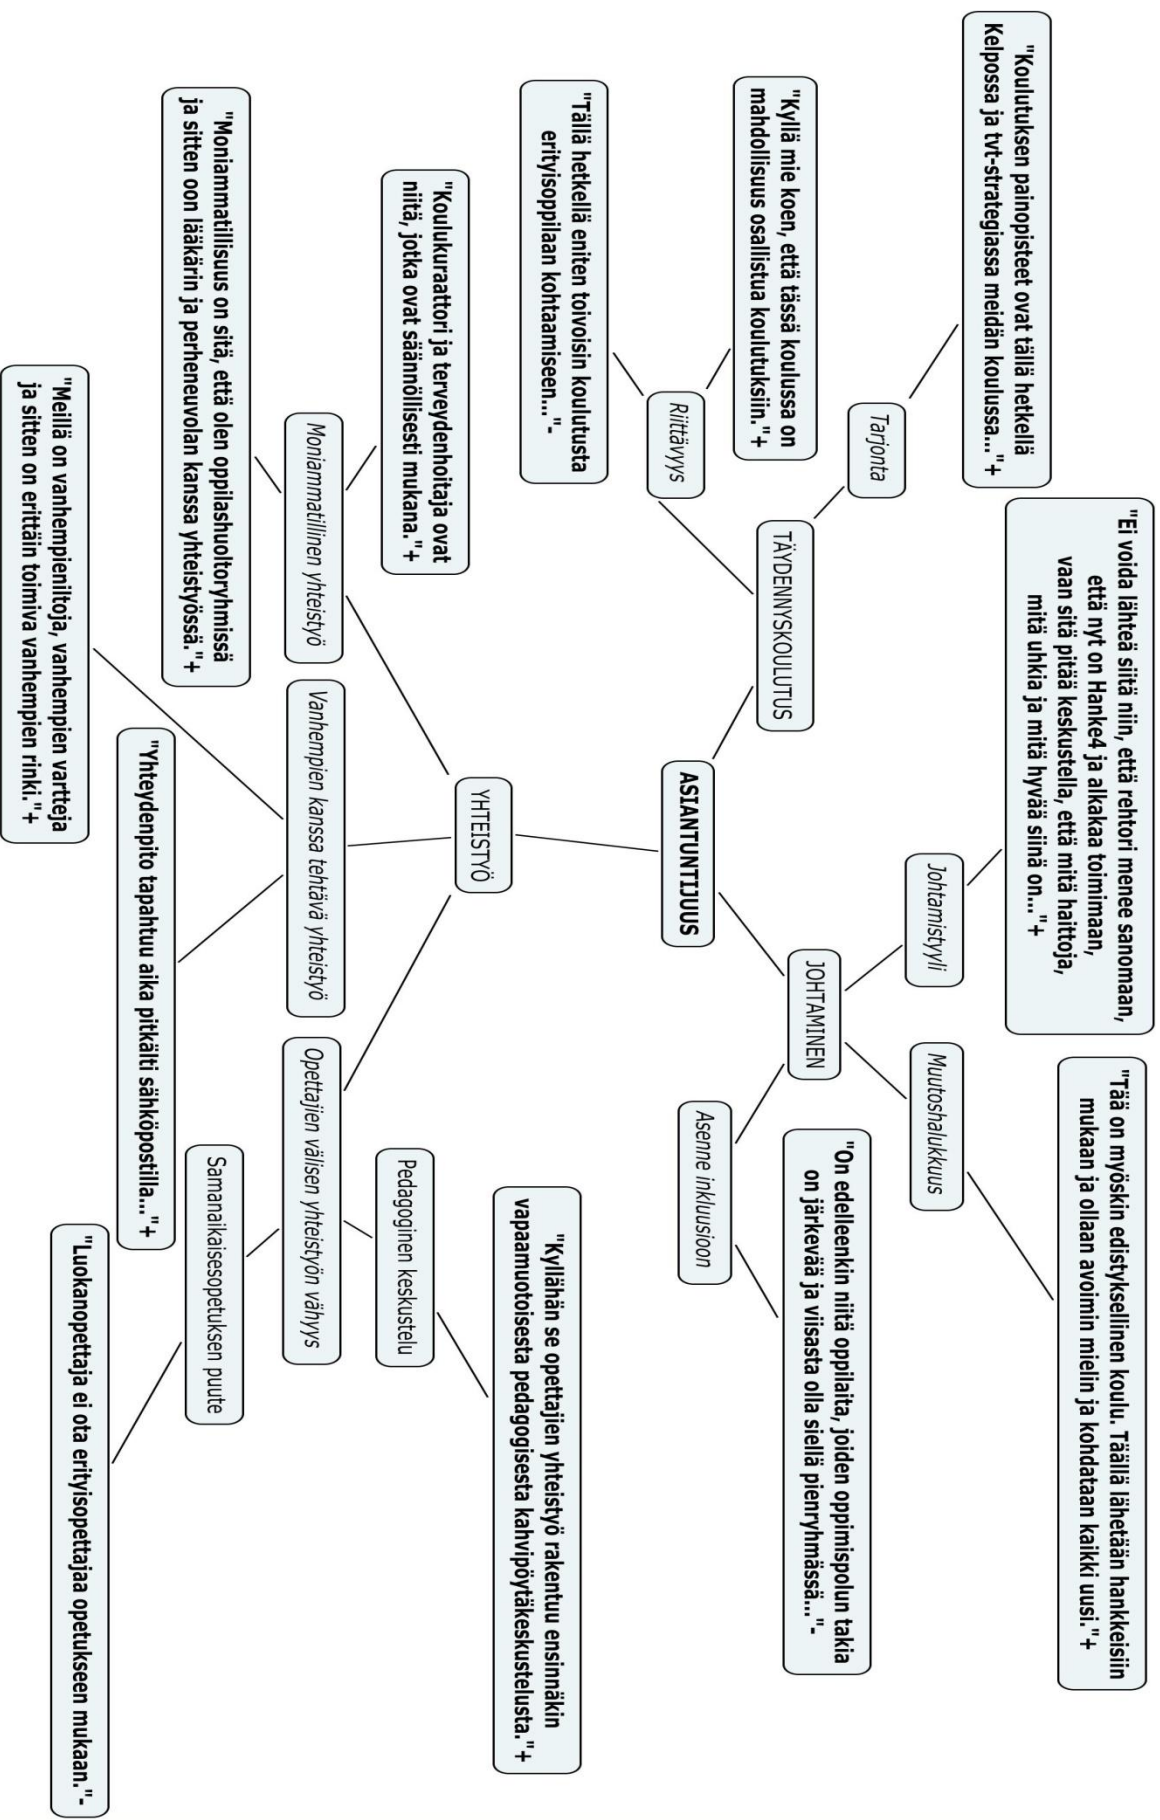 "Koulutuksen painopisteet ovat tällä hetkellä
Kelpossa ja tvt-strategiassa meidän koulussa..."+
"Ei voida lähteä siitä niin, että rehtori menee sanomaan,
että nyt on Hanke4 ja alkakaa toimimaan,
vaan sitä pitää keskustella, että mitä haittoja,
mitä uhkia ja mitä hyvää siinä on..."+
"Tää on myöskin edistyksellinen koulu. Täällä lähetään hankkeisiin
mukaan ja ollaan avoimin mielin ja kohdataan kaikki uusi."+
Tarjonta
Johtamistyyli
Muutoshalukkuus
"Kyllä mie koen, että tässä koulussa on
mahdollisuus osallistua koulutuksiin."+
TÄYDENNYSKOULUTUS
JOHTAMINEN
"On edelleenkin niitä oppilaita, joiden oppimispolun takia
on järkevää ja viisasta olla siellä pienryhmässä..."-
Riittävyys
ASIANTUNTIJUUS
Asenne inkluusioon
"Tällä hetkellä eniten toivoisin koulutusta
erityisoppilaan kohtaamiseen..."-
YHTEISTYÖ
"Kyllähän se opettajien yhteistyö rakentuu ensinnäkin
vapaamuotoisesta pedagogisesta kahvipöytäkeskustelusta."+
"Koulukuraattori ja terveydenhoitaja ovat
niitä, jotka ovat säännöllisesti mukana."+
Pedagoginen keskustelu
Moniammatillinen yhteistyö
Vanhempien kanssa tehtävä yhteistyö
Opettajien välisen yhteistyön vähyys
"Moniammatillisuus on sitä, että olen oppilashuoltoryhmissä
ja sitten oon lääkärin ja perheneuvolan kanssa yhteistyössä."+
Samanaikaisesopetuksen puute
"Yhteydenpito tapahtuu aika pitkälti sähköpostilla..."+
"Meillä on vanhempieniltoja, vanhempien vartteja
ja sitten on erittäin toimiva vanhempien rinki."+
"Luokanopettaja ei ota erityisopettajaa opetukseen mukaan."-